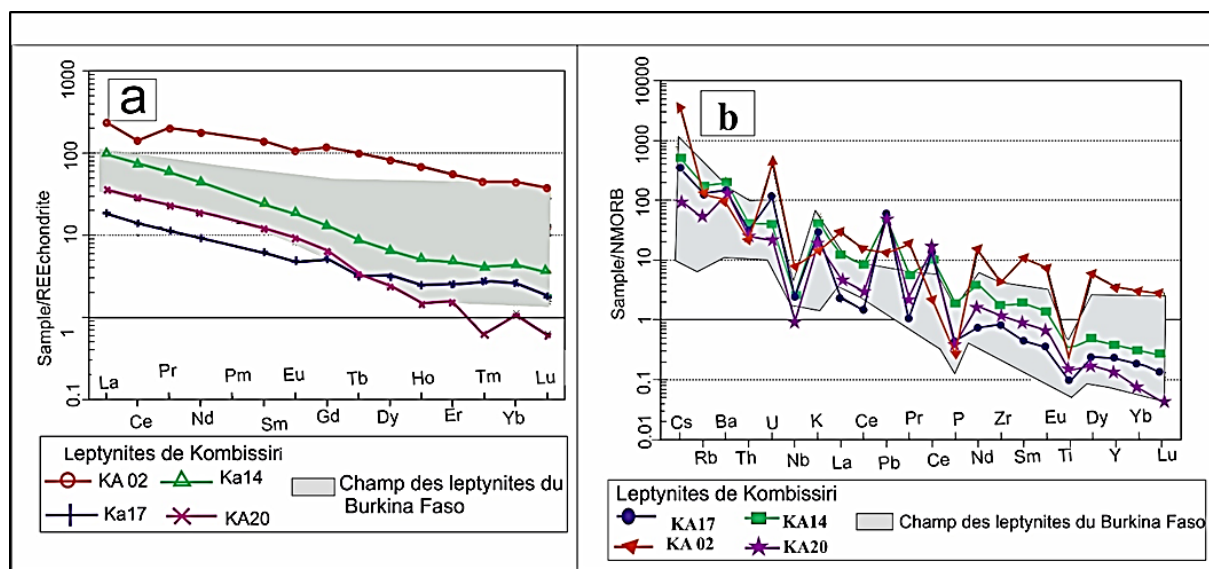 a
Sample/REEchondrite
1000
100
10
1
0.1
La Pr Pm Eu Tb Ho Tm Lu
Ce Nd Sm Gd Dy Er Yb
Leptynites de Kombissiri
KA 02 Ka14
Ka17 KA20
Champ des leptynites du
Burkina Faso
b
Sample/NMORB
10000
1000
100
10
1
0.1
0.01
Cs Ba U K Ce Pr P Zr Eu Dy Yb
Rb Th Nb La Pb Ce Nd Sm Ti Y Lu
Leptynites de Kombissiri
KA17 KA14
KA 02 KA20
Champ des leptynites du Burkina Faso